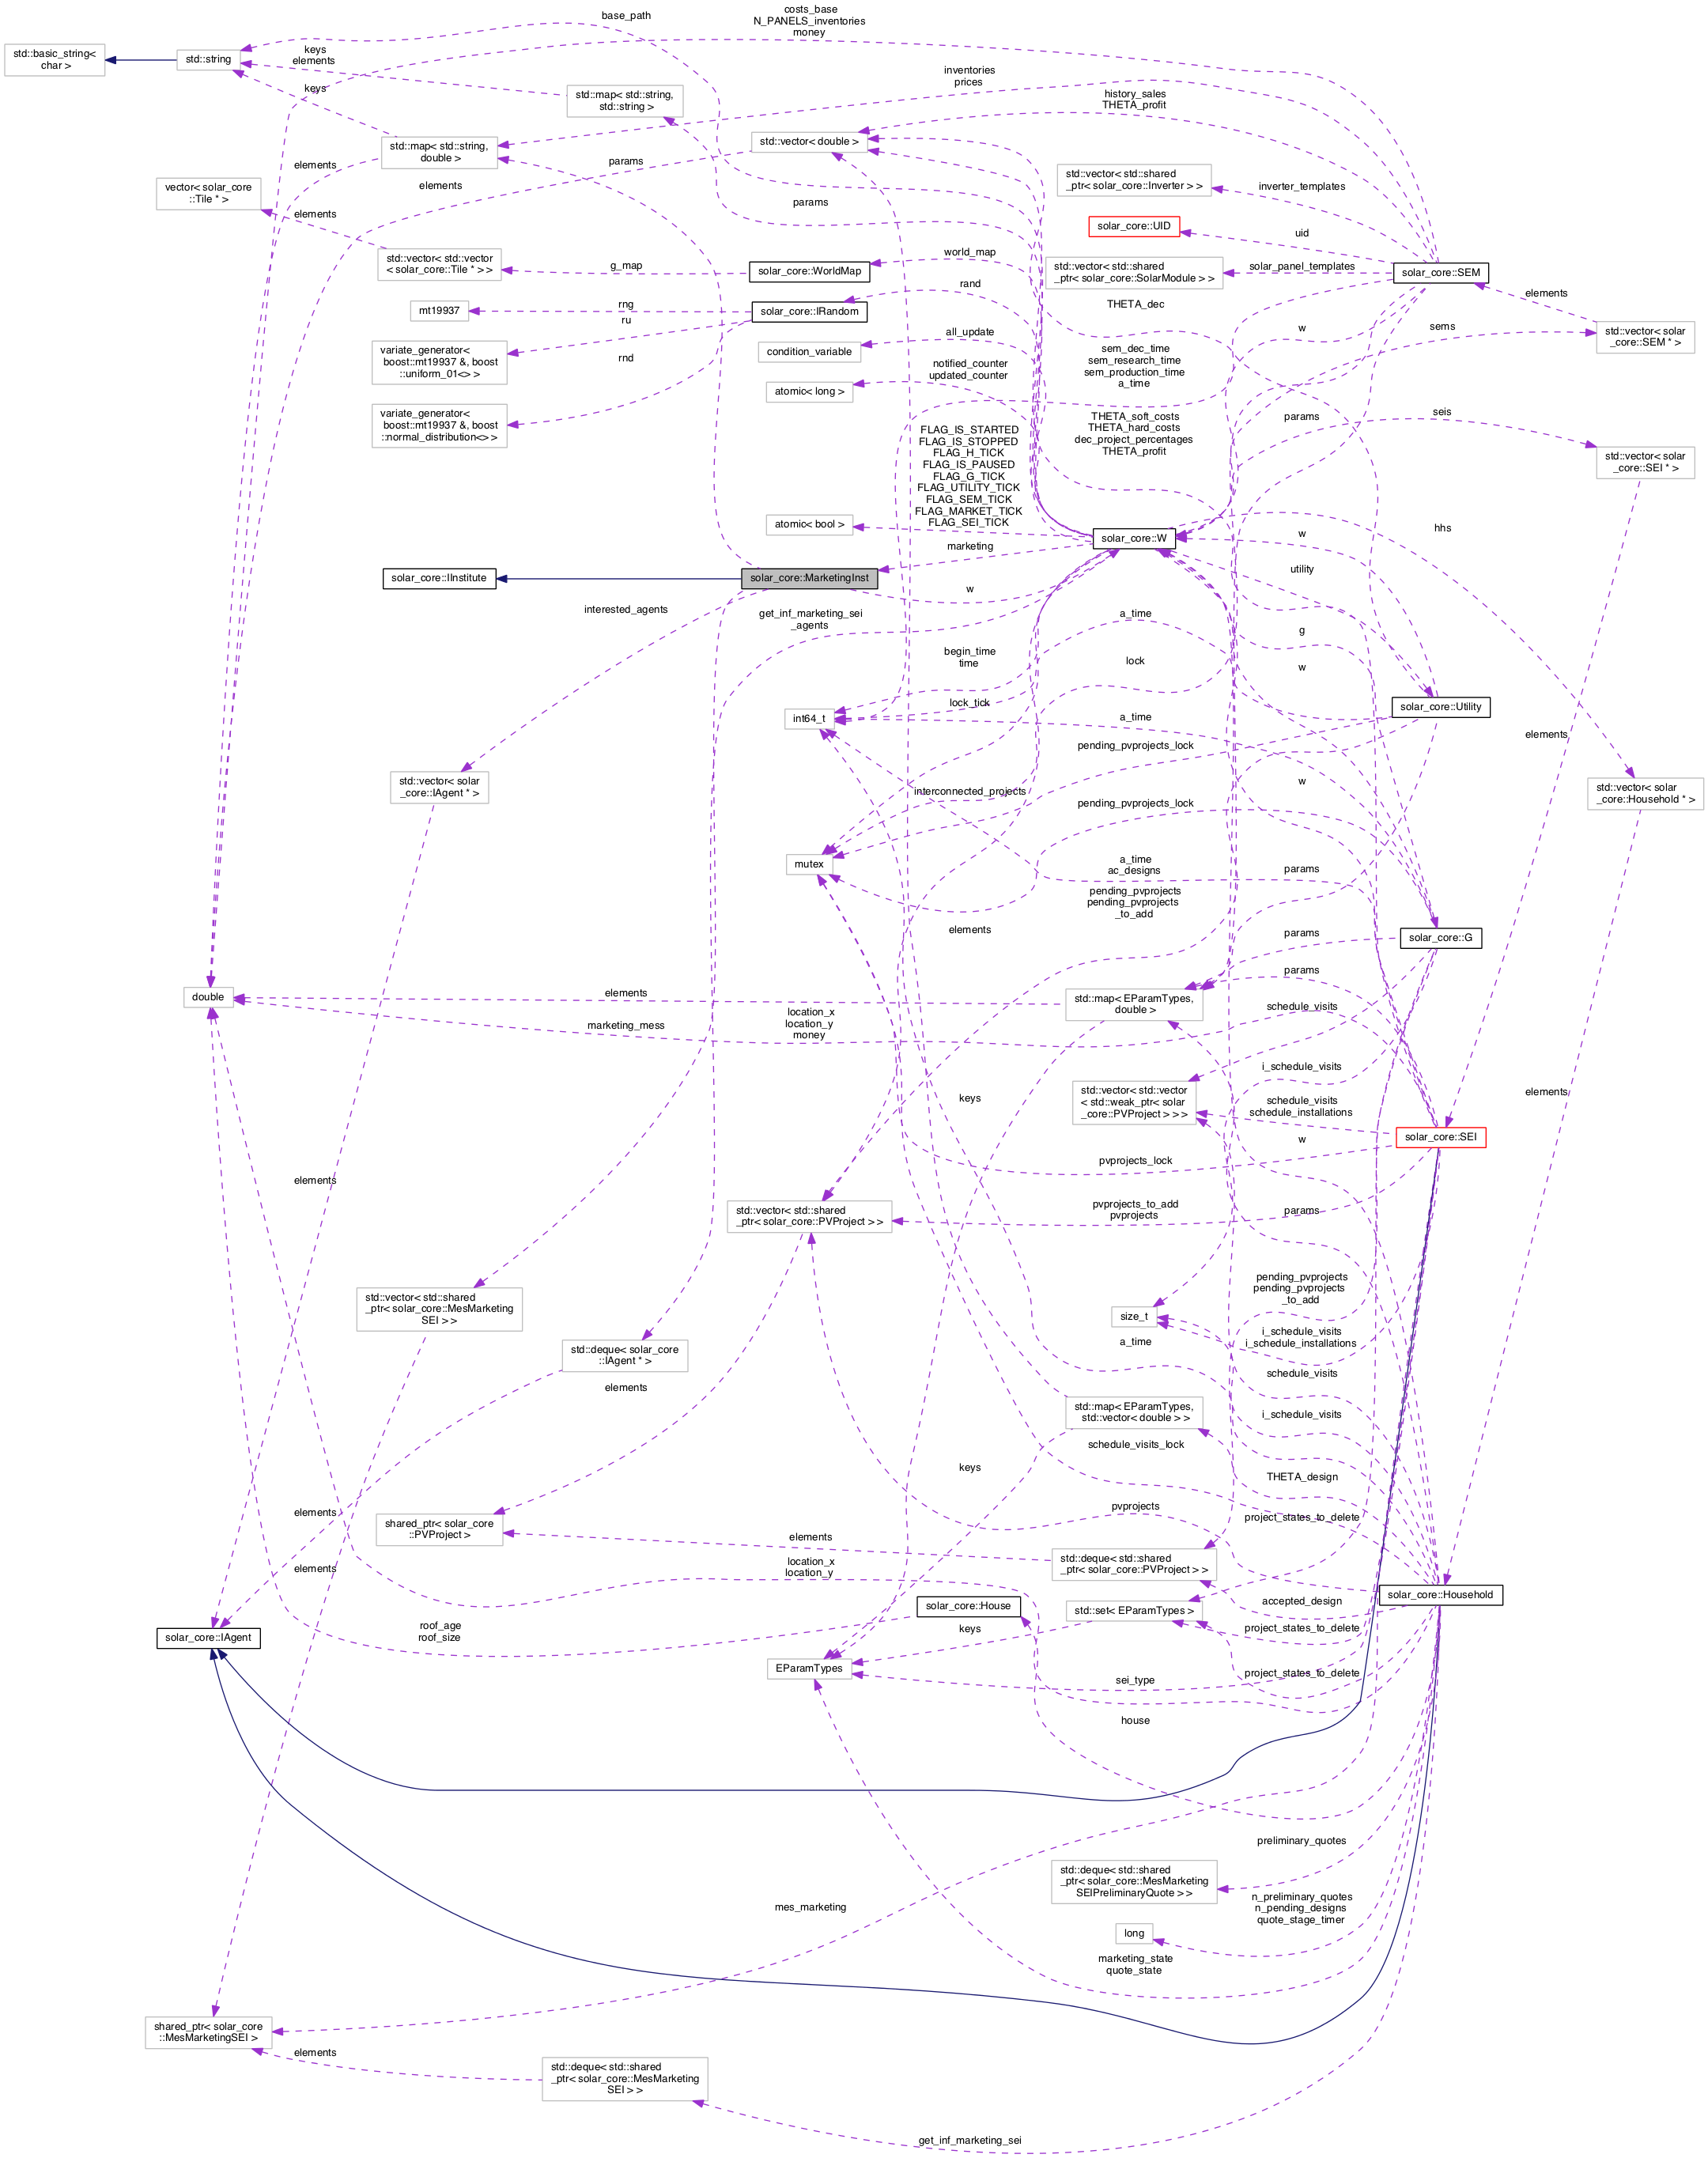 costs_base
N_PANELS_inventories
money
base_path
std::basic_string<
char >
std::string
keys
elements
keys
std::map< std::string,
std::string >
inventories
prices
history_sales
THETA_profit
std::map< std::string,
double >
std::vector< double >
elements
params
elements
params
vector< solar_core
::Tile * >
elements
std::vector< std::shared
_ptr< solar_core::Inverter > >
inverter_templates
solar_core::UID
uid
std::vector< std::vector
< solar_core::Tile * > >
g_map
solar_core::WorldMap
world_map
std::vector< std::shared
_ptr< solar_core::SolarModule > >
solar_panel_templates
solar_core::SEM
elements
mt19937
rng
ru
solar_core::IRandom
rand
THETA_dec
w
sems
std::vector< solar
_core::SEM * >
variate_generator<
boost::mt19937 &, boost
::uniform_01<> >
rnd
all_update
condition_variable
sem_dec_time
sem_research_time
sem_production_time
a_time
notified_counter
updated_counter
atomic< long >
variate_generator<
boost::mt19937 &, boost
::normal_distribution<> >
THETA_soft_costs
THETA_hard_costs
dec_project_percentages
THETA_profit
params
seis
std::vector< solar
_core::SEI * >
FLAG_IS_STARTED
FLAG_IS_STOPPED
FLAG_H_TICK
FLAG_IS_PAUSED
FLAG_G_TICK
FLAG_UTILITY_TICK
FLAG_SEM_TICK
FLAG_MARKET_TICK
FLAG_SEI_TICK
atomic< bool >
solar_core::W
w
hhs
marketing
utility
solar_core::IInstitute
solar_core::MarketingInst
w
interested_agents
get_inf_marketing_sei
_agents
a_time
g
begin_time
time
lock
w
lock_tick
int64_t
a_time
solar_core::Utility
elements
pending_pvprojects_lock
std::vector< solar
_core::IAgent * >
interconnected_projects
pending_pvprojects_lock
w
std::vector< solar
_core::Household * >
mutex
a_time
ac_designs
params
pending_pvprojects
pending_pvprojects
_to_add
elements
params
solar_core::G
double
elements
std::map< EParamTypes,
double >
params
marketing_mess
location_x
location_y
money
schedule_visits
i_schedule_visits
std::vector< std::vector
< std::weak_ptr< solar
_core::PVProject > > >
schedule_visits
schedule_installations
keys
elements
solar_core::SEI
w
pvprojects_lock
elements
std::vector< std::shared
_ptr< solar_core::PVProject > >
pvprojects_to_add
pvprojects
params
std::vector< std::shared
_ptr< solar_core::MesMarketing
SEI > >
size_t
pending_pvprojects
pending_pvprojects
_to_add
i_schedule_visits
i_schedule_installations
a_time
std::deque< solar_core
::IAgent * >
elements
schedule_visits
std::map< EParamTypes,
std::vector< double > >
i_schedule_visits
schedule_visits_lock
keys
THETA_design
elements
shared_ptr< solar_core
::PVProject >
pvprojects
project_states_to_delete
elements
elements
location_x
location_y
std::deque< std::shared
_ptr< solar_core::PVProject > >
solar_core::Household
solar_core::House
std::set< EParamTypes >
accepted_design
roof_age
roof_size
keys
project_states_to_delete
solar_core::IAgent
EParamTypes
sei_type
project_states_to_delete
house
preliminary_quotes
std::deque< std::shared
_ptr< solar_core::MesMarketing
SEIPreliminaryQuote > >
mes_marketing
n_preliminary_quotes
n_pending_designs
quote_stage_timer
long
marketing_state
quote_state
shared_ptr< solar_core
::MesMarketingSEI >
elements
std::deque< std::shared
_ptr< solar_core::MesMarketing
SEI > >
get_inf_marketing_sei